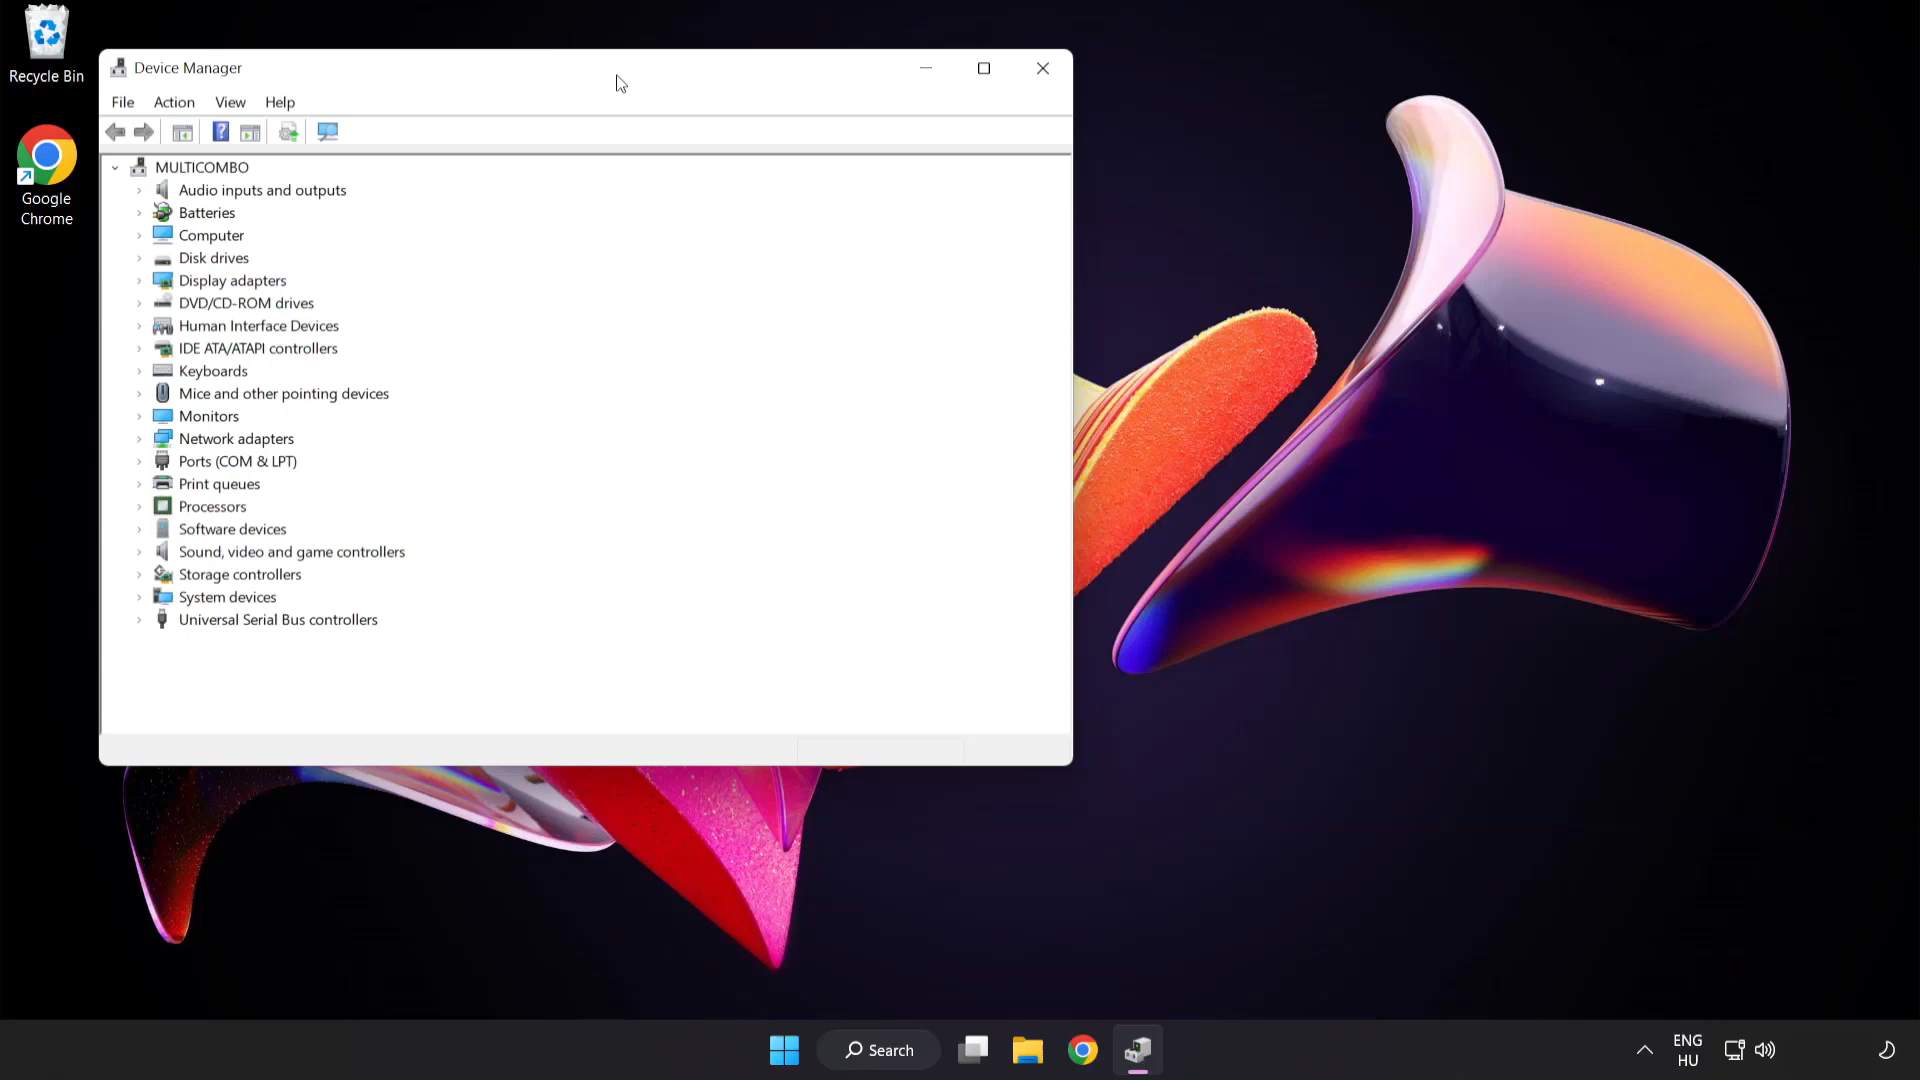 Recycle Bin
Google
Chrome
Device Manager
File Action View Help
MULTICOMBO
Audio inputs and outputs
Batteries
Computer
Disk drives
Display adapters
DVD/CD-ROM drives
Human Interface Devices
IDE ATA/ATAPI controllers
Keyboards
Mice and other pointing devices
Monitors
Network adapters
Ports (COM & LPT)
Print queues
Processors
Software devices
Sound, video and game controllers
Storage controllers
System devices
Universal Serial Bus controllers
Search
ENG
HU